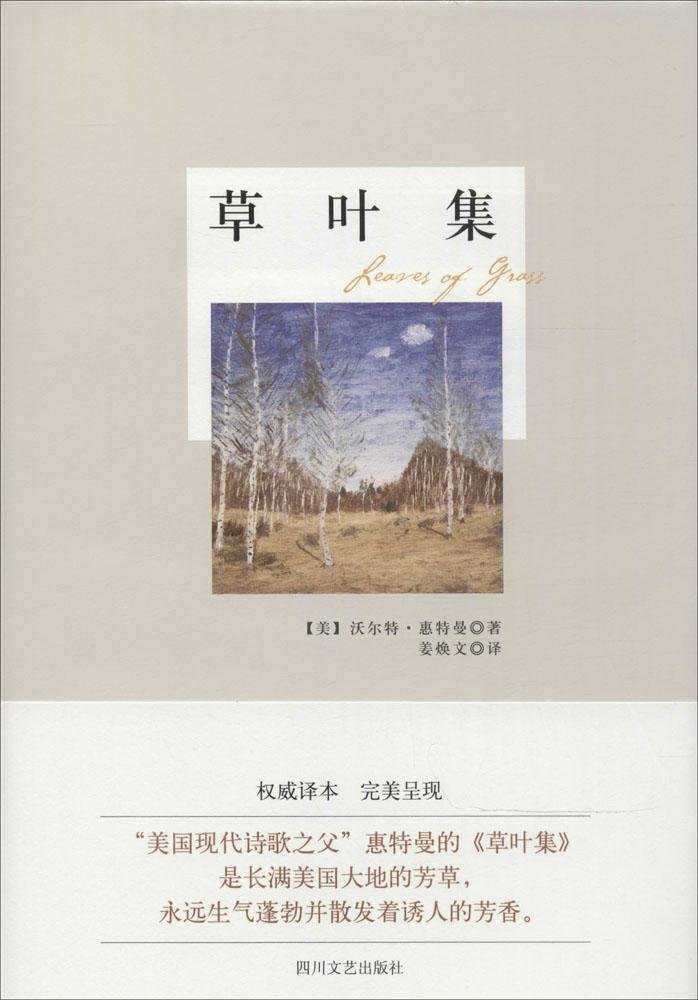 草叶集
Leaves of Grass
【美】沃尔特·惠特曼◎著
姜焕文◎译
权威译本 完美呈现
“美国现代诗歌之父”惠特曼的《草叶集》
是长满美国大地的芳草，
永远生气蓬勃并散发着诱人的芳香。
四川文艺出版社